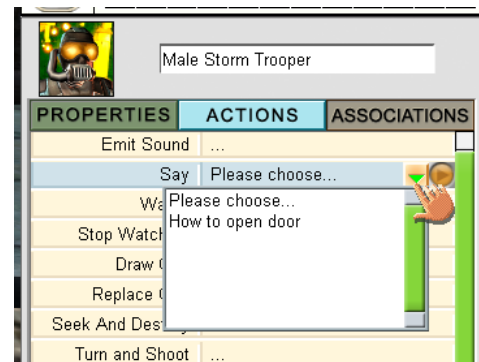 Male Storm Trooper
PROPERTIES ACTIONS ASSOCIATIONS
Emit Sound ...
Say Please choose...
Please choose...
How to open door
Stop Watch
Draw
Replace
Seek And Des
Turn and Shoot ...